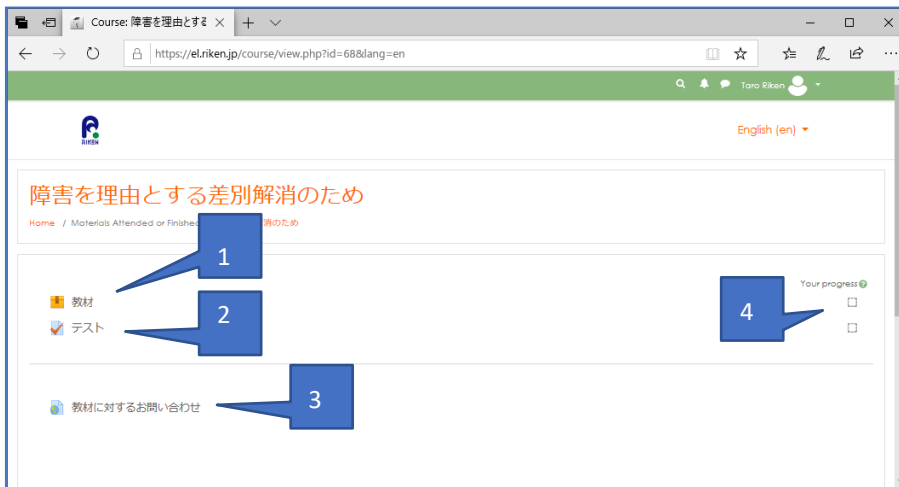 Course: 障害を理由とする
https://el.riken.jp/course/view.php?id=68&lang=en
Taro Riken
RIKEN
English (en)
障害を理由とする差別解消のため
Home / Materials Attended or Finished 消のため
1
Your progress
教材
2
4
テスト
3
教材に対するお問い合わせ